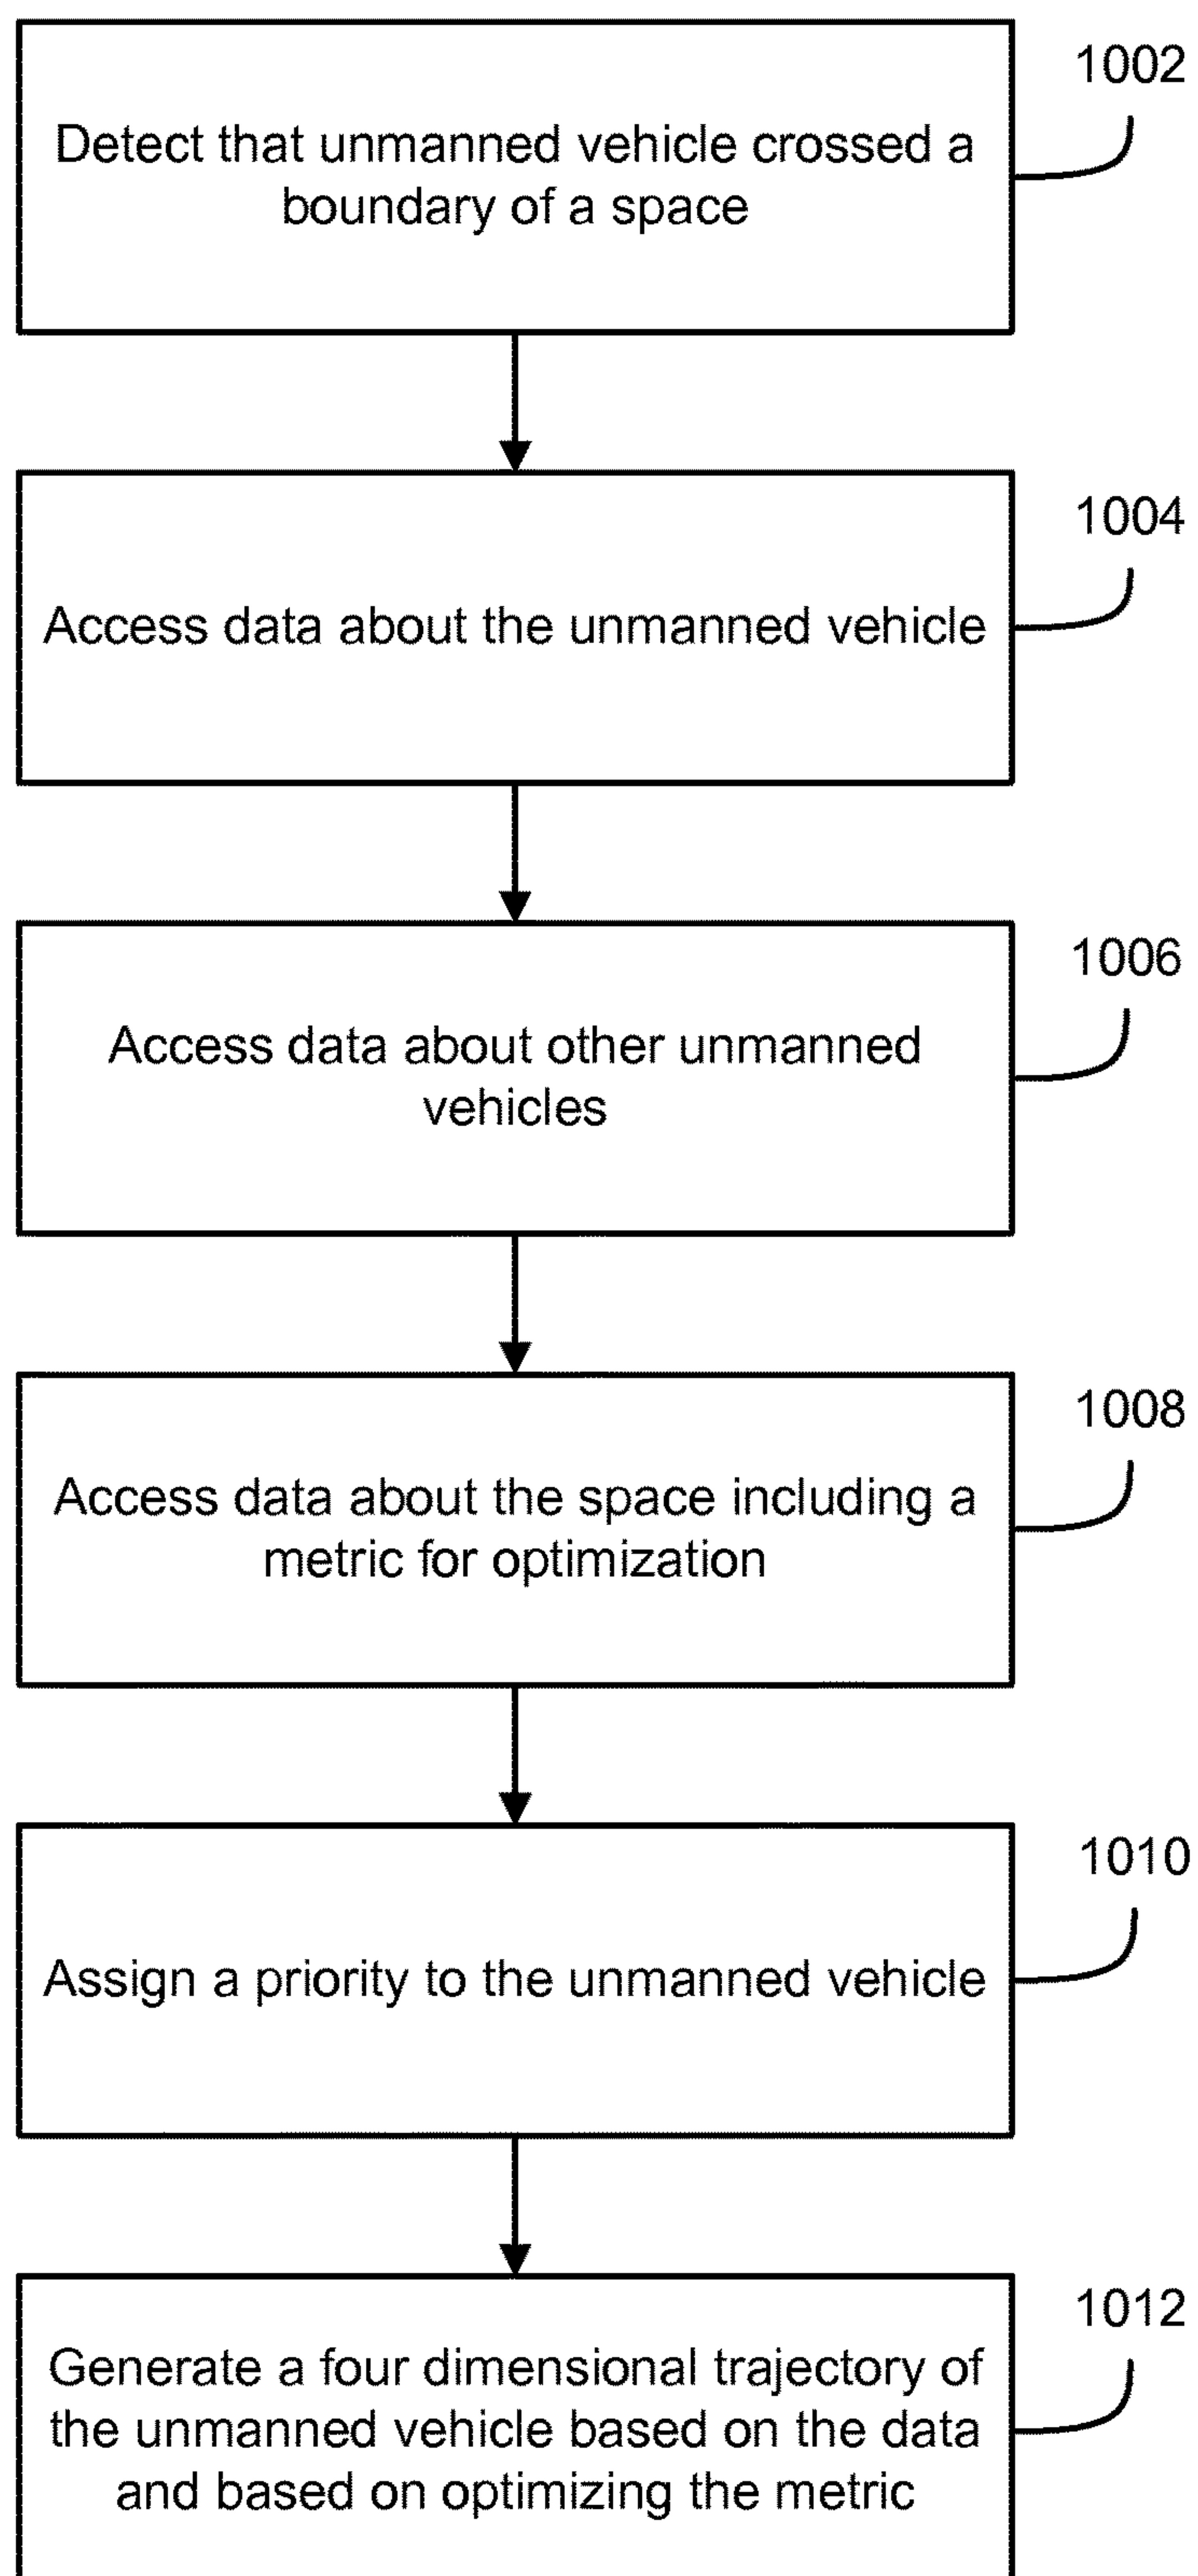 1002
Detect that unmanned vehicle crossed a
boundary of a space
1004
Access data about the unmanned vehicle
1006
Access data about other unmanned
vehicles
1008
Access data about the space including a
metric for optimization
1010
Assign a priority to the unmanned vehicle
1012
Generate a four dimensional trajectory of
the unmanned vehicle based on the data
and based on optimizing the metric